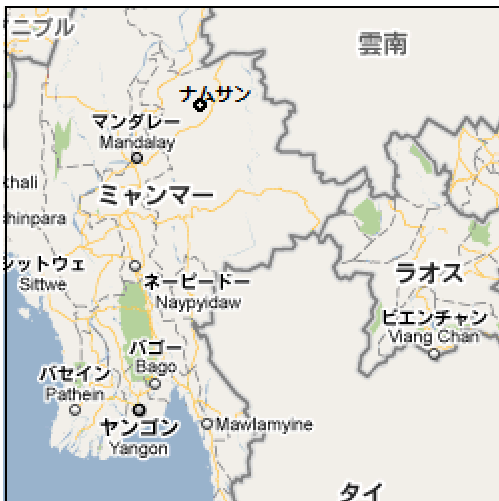 ニプル
雲南
ナムサン
マンダレー
Mandalay
khali
ミャンマー
hinpara
シットウェ
Sittwe
ネーピードー
Naypyidaw
ラオス
ビエンチャン
Viang Chan
バゴー
Bago
パセイン
Pathein
ヤンゴン
Yangon
Mawlamyine
タイ